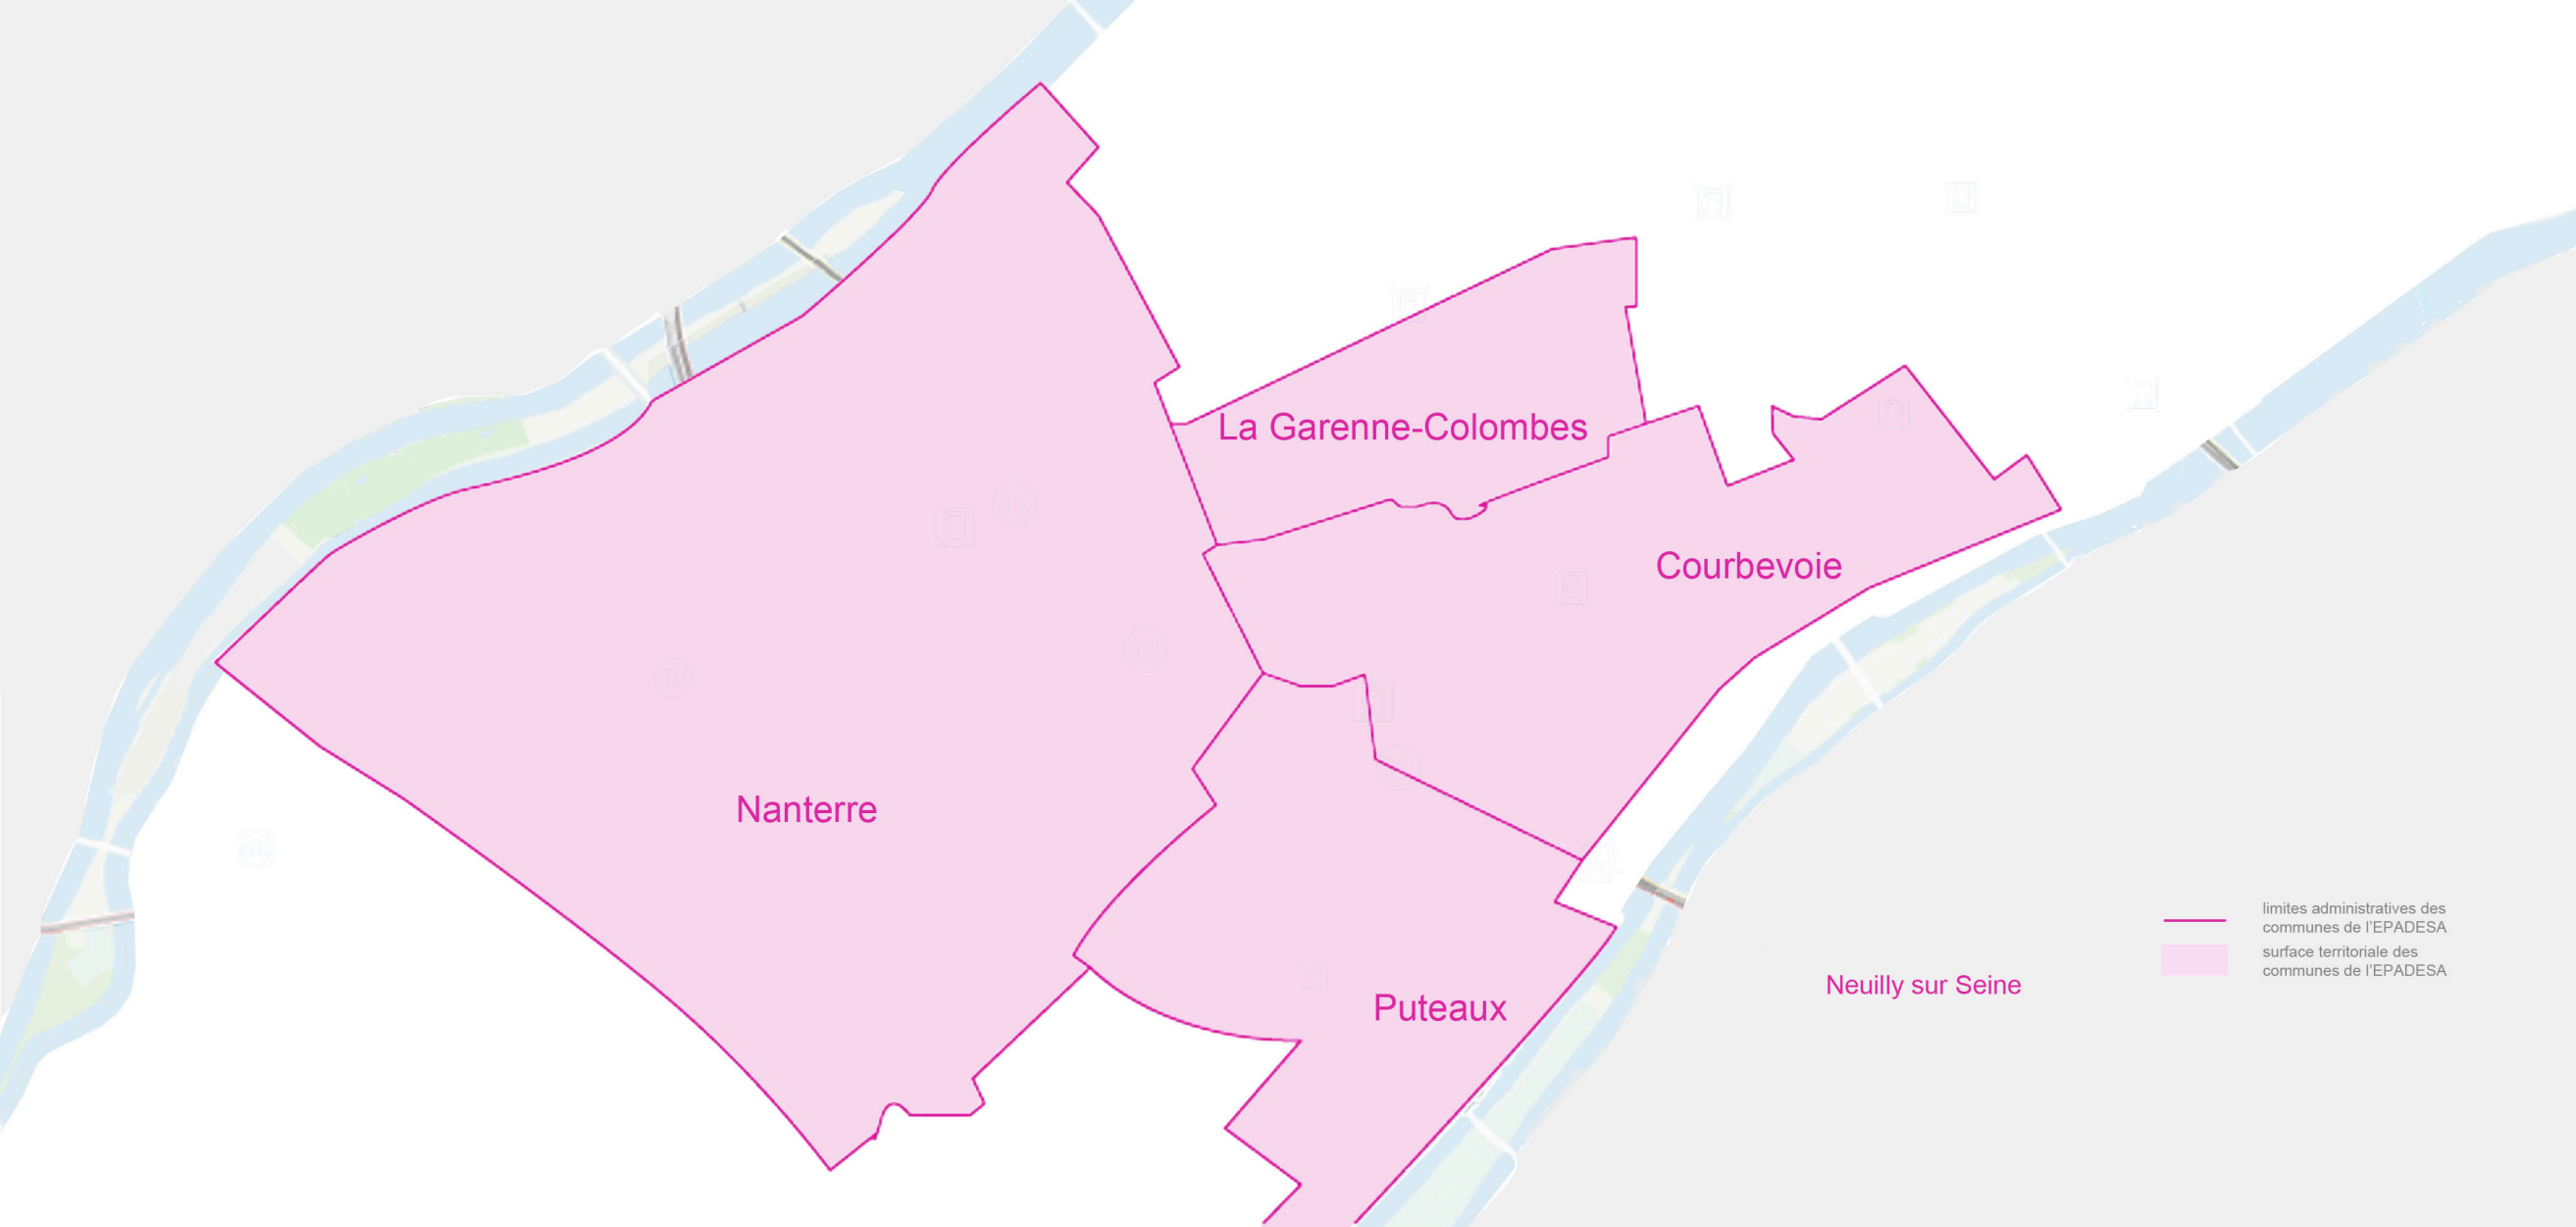 La Garenne-Colombes
Courbevoie
Nanterre
Puteaux
Neuilly sur Seine
limites administratives des
communes de l'EPADESA
surface territoriale des
communes de l'EPADESA